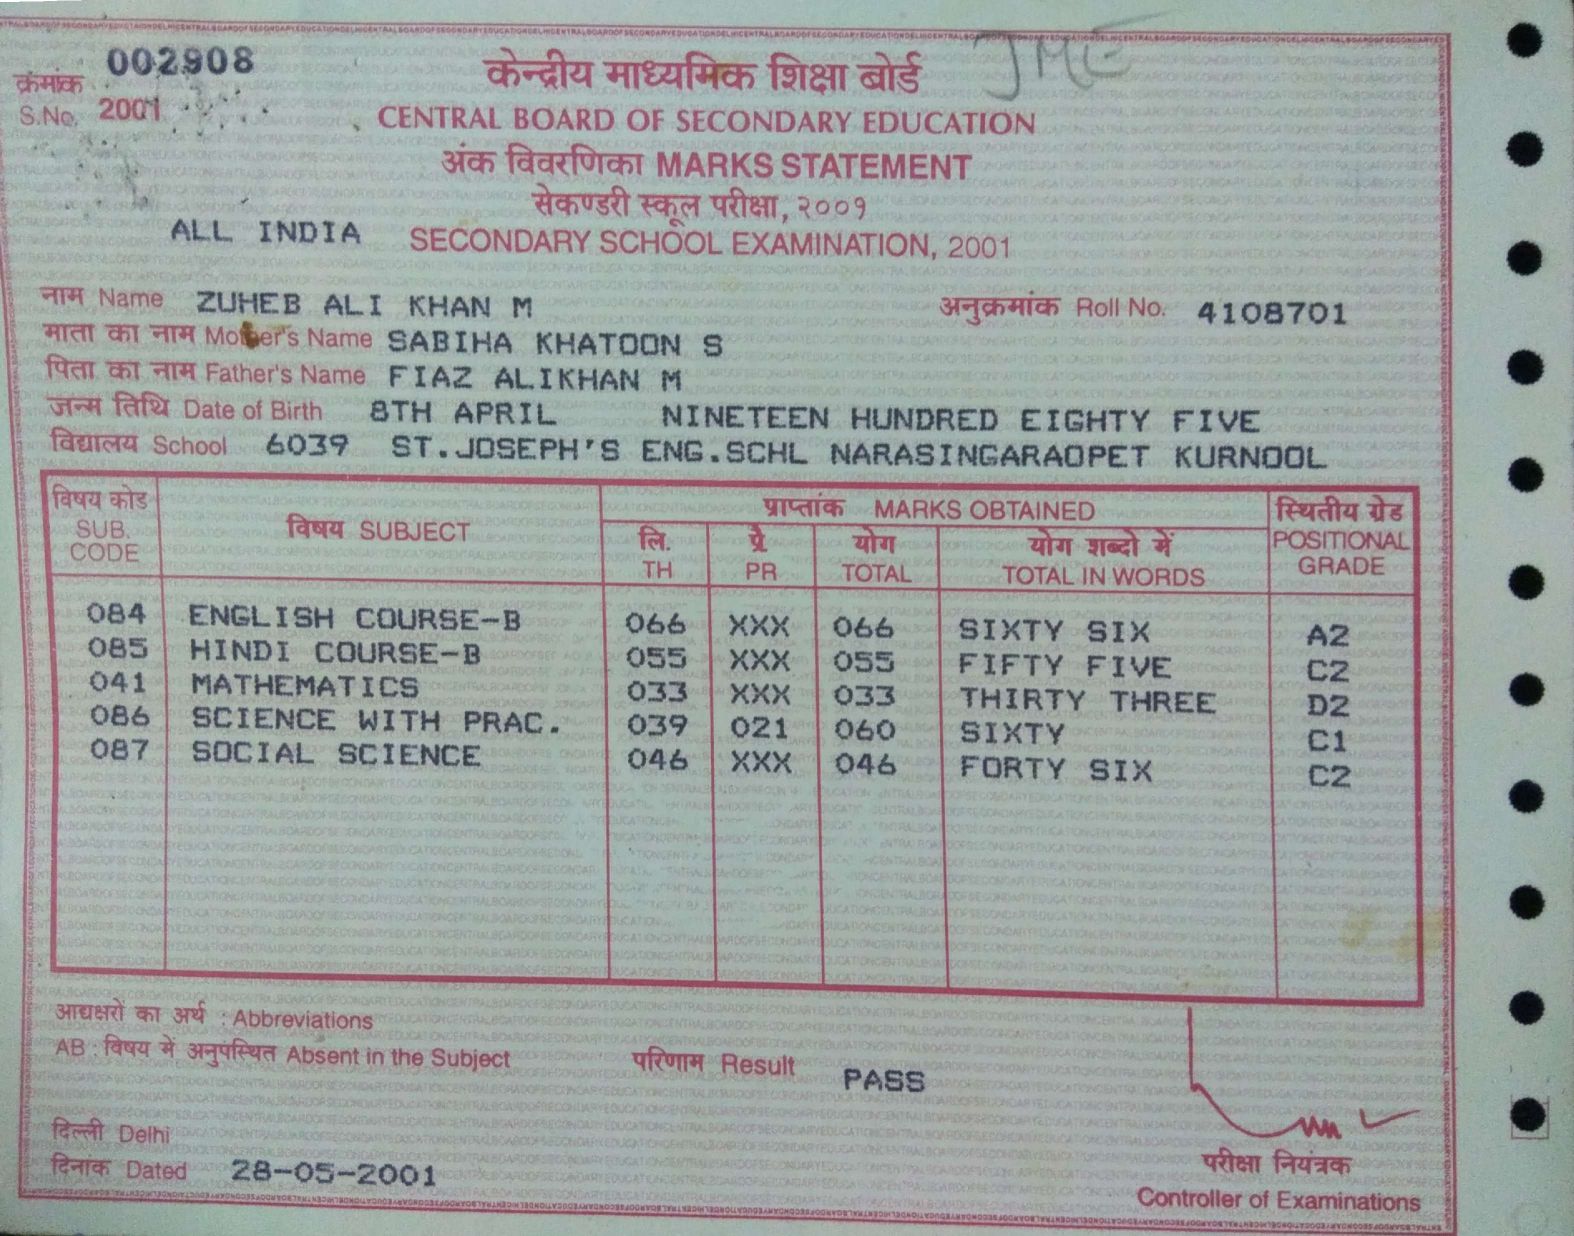 002908
क्रमांक
S.No. 2001
JME
केन्द्रीय माध्यमिक शिक्षा बोर्ड
CENTRAL BOARD OF SECONDARY EDUCATION
अंक विवरणिका MARKS STATEMENT
सेकण्डरी स्कूल परीक्षा, २००१
ALL INDIA SECONDARY SCHOOL EXAMINATION, 2001
नाम Name ZUHEB ALI KHAN M अनुक्रमांक Roll No. 4108701
माता का नाम Mother's Name SABIHA KHATOON S
पिता का नाम Father's Name FIAZ ALIKHAN M
जन्म तिथि Date of Birth 8TH APRIL NINETEEN HUNDRED EIGHTY FIVE
विद्यालय School 6039 ST.JOSEPH'S ENG.SCHL NARASINGARAOPET KURNOOL
विषय कोड SUB. CODE विषय SUBJECT प्राप्तांक MARKS OBTAINED स्थितीय ग्रेड POSITIONAL GRADE
लि. TH प्रै PR योग TOTAL योग शब्दो में TOTAL IN WORDS
084 ENGLISH COURSE-B 066 XXX 066 SIXTY SIX A2
085 HINDI COURSE-B 055 XXX 055 FIFTY FIVE C2
041 MATHEMATICS 033 XXX 033 THIRTY THREE D2
086 SCIENCE WITH PRAC. 039 021 060 SIXTY C1
087 SOCIAL SCIENCE 046 XXX 046 FORTY SIX C2
आद्यक्षरों का अर्थ : Abbreviations
AB : विषय में अनुपस्थित Absent in the Subject परिणाम Result PASS
दिल्ली Delhi
दिनांक Dated 28-05-2001
परीक्षा नियंत्रक
Controller of Examinations